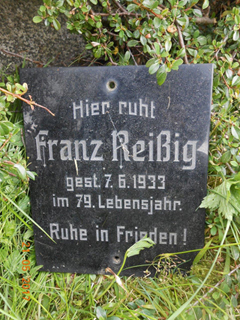 Hier ruht
Franz Reißig
gest. 7. 6. 1933
im 79. Lebensjahr.
Ruhe in Frieden!